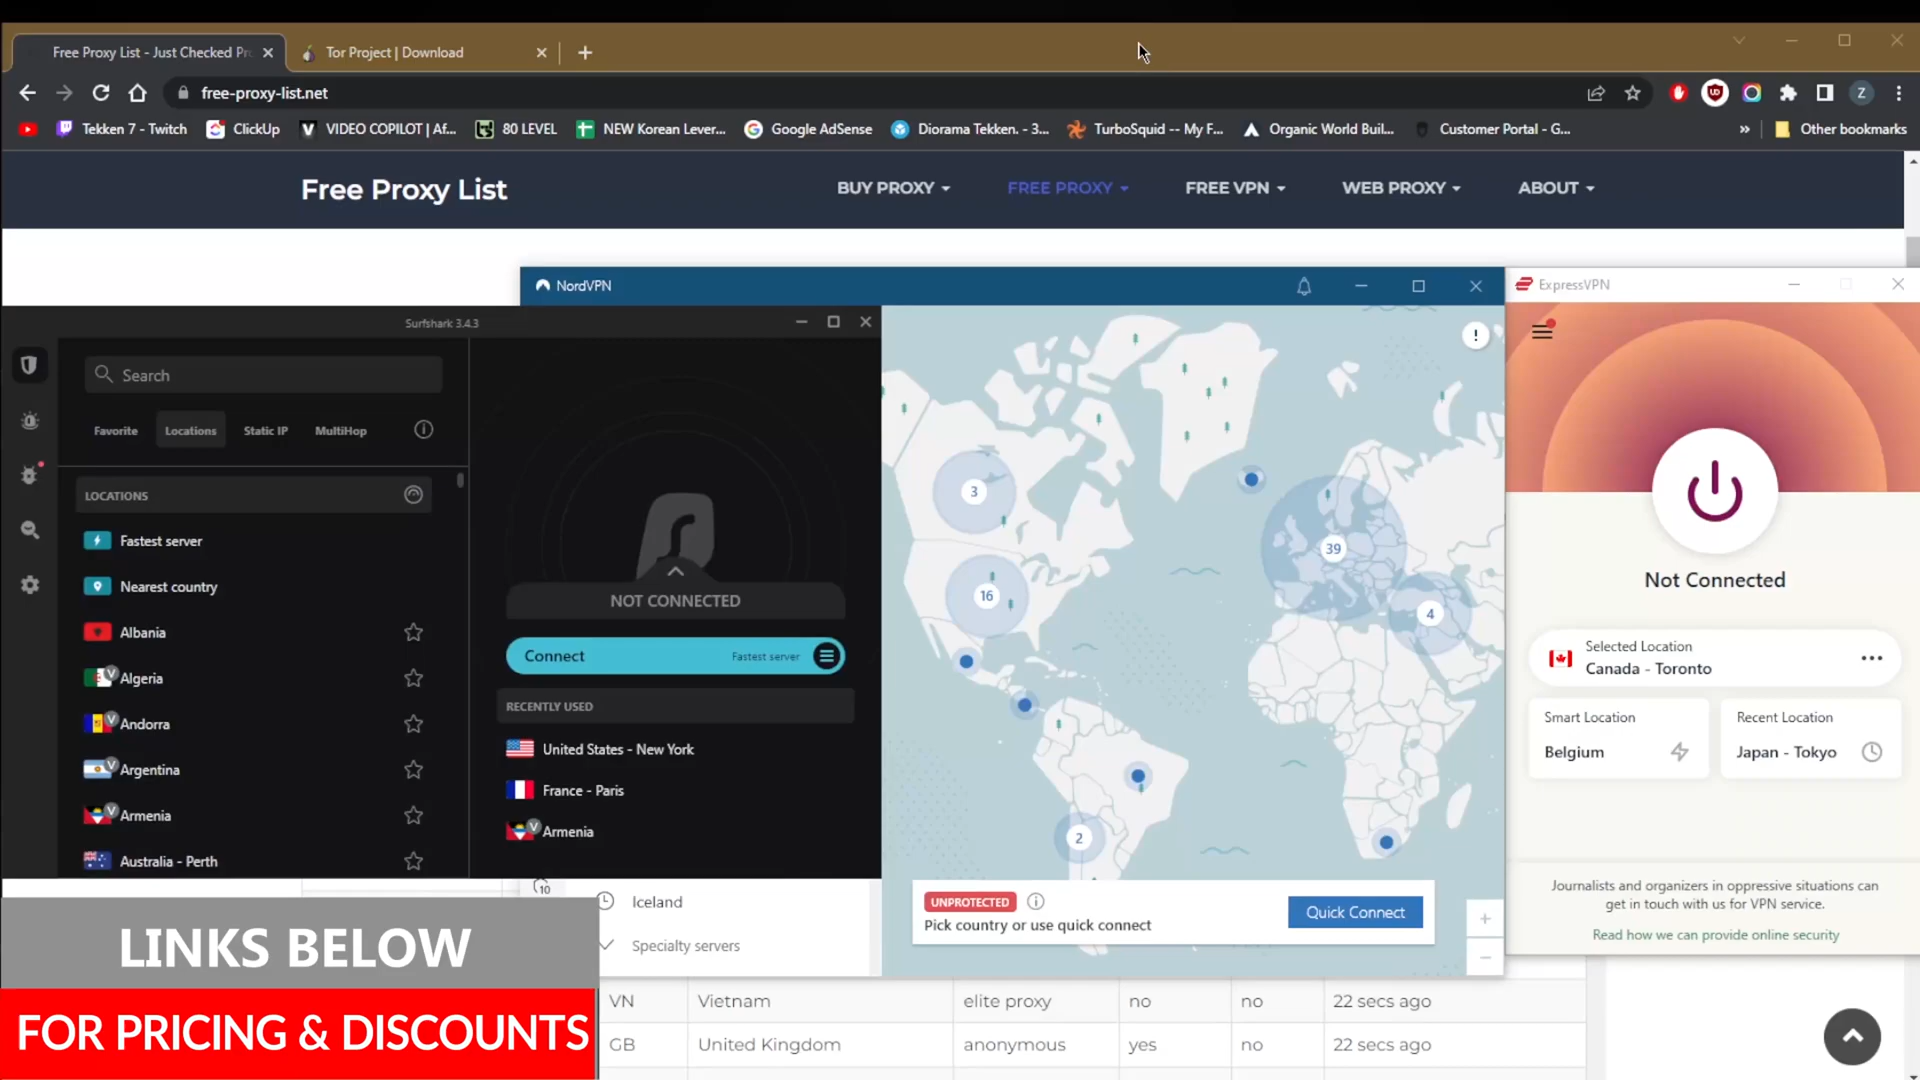 Free Proxy List - Just Checked Pr
Tor Project | Download
free-proxy-list.net
Z
Tekken 7 - Twitch
ClickUp
VIDEO COPILOT | Af...
80 LEVEL
NEW Korean Lever...
Google AdSense
Diorama Tekken. - 3...
TurboSquid -- My F...
Organic World Buil...
Customer Portal - G...
»
Other bookmarks
Free Proxy List
BUY PROXY
FREE PROXY
FREE VPN
WEB PROXY
ABOUT
NordVPN
ExpressVPN
Surfshark 3.4.3
Search
Favorite
Locations
Static IP
MultiHop
LOCATIONS
Fastest server
Nearest country
Albania
Algeria
Andorra
Argentina
Armenia
Australia - Perth
NOT CONNECTED
Connect
Fastest server
RECENTLY USED
United States - New York
France - Paris
Armenia
3
16
39
4
2
!
Not Connected
Selected Location
Canada - Toronto
Smart Location
Belgium
Recent Location
Japan - Tokyo
Journalists and organizers in oppressive situations can
get in touch with us for VPN service.
Read how we can provide online security
10
Iceland
Specialty servers
UNPROTECTED
Pick country or use quick connect
Quick Connect
+
−
LINKS BELOW
FOR PRICING & DISCOUNTS
VN Vietnam elite proxy no no 22 secs ago
GB United Kingdom anonymous yes no 22 secs ago